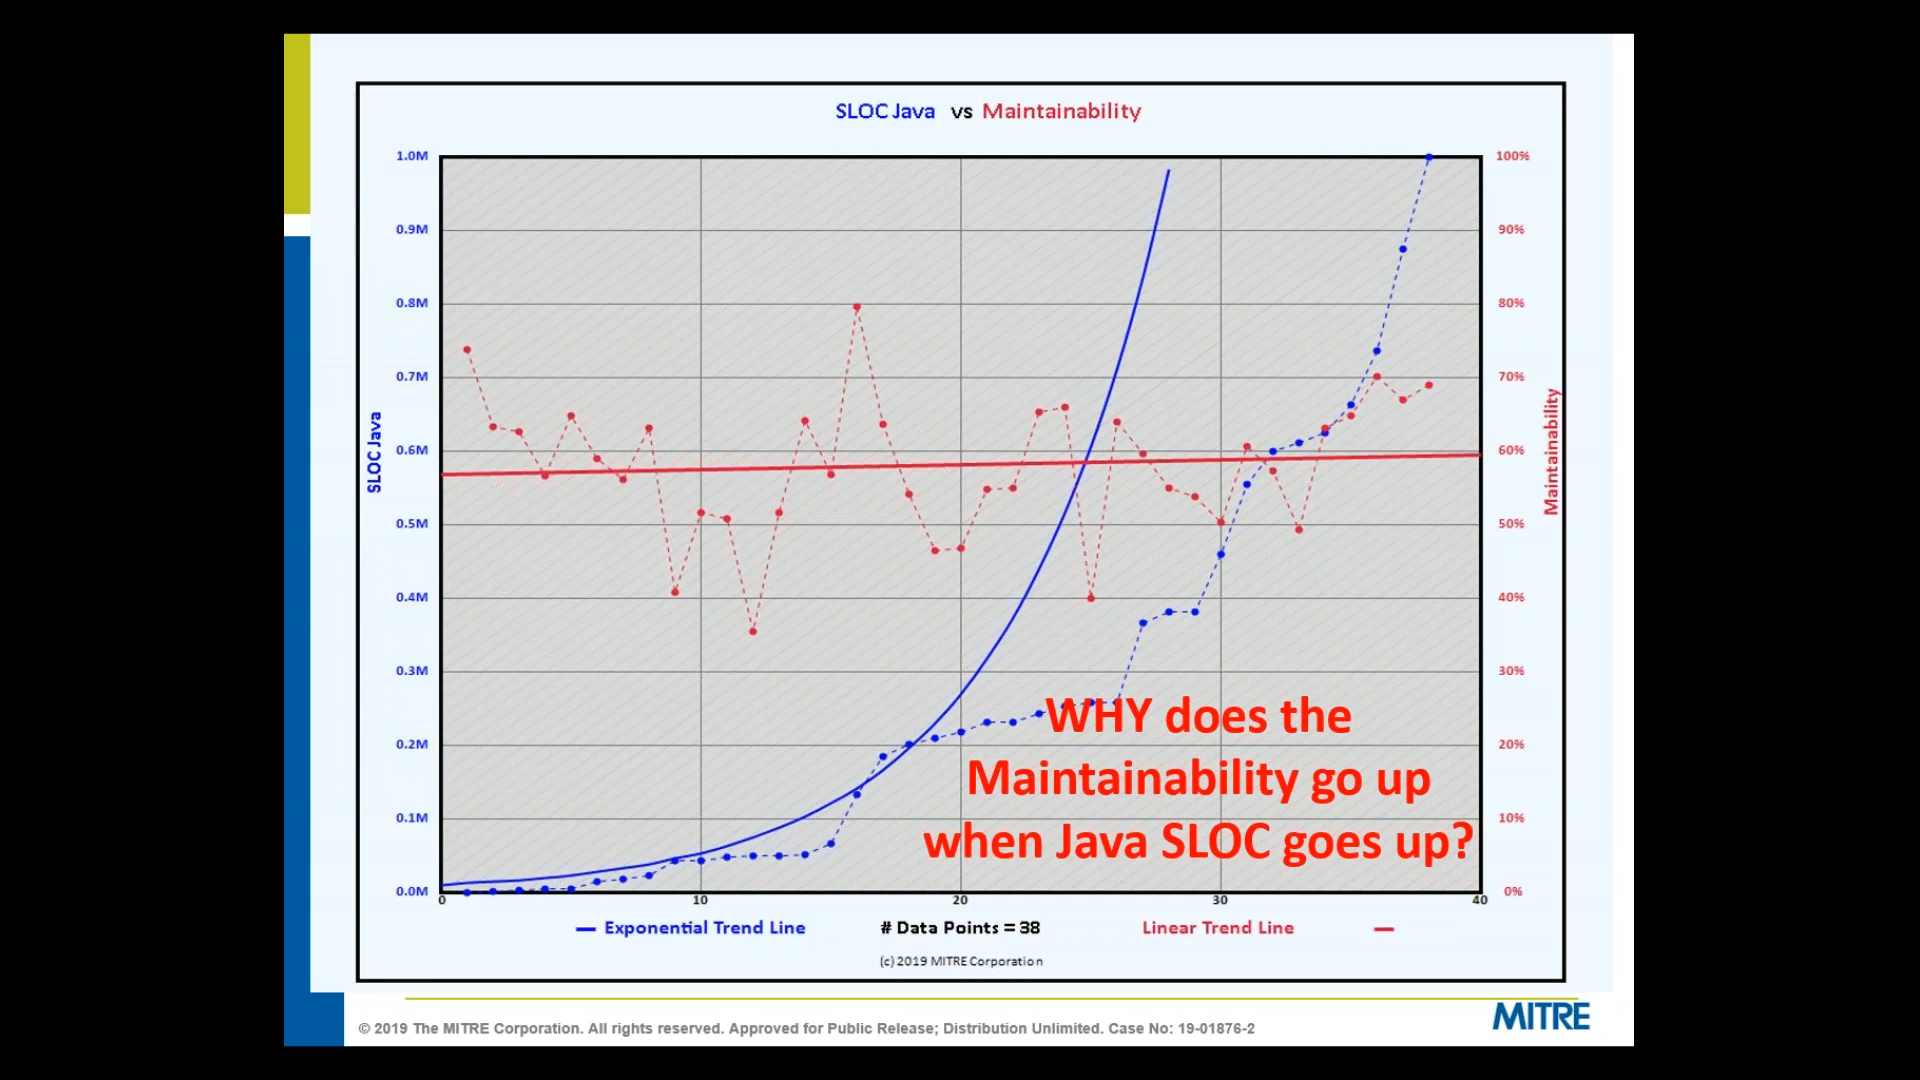 SLOC Java vs Maintainability
1.0M
0.9M
0.8M
0.7M
0.6M
0.5M
0.4M
0.3M
0.2M
0.1M
0.0M
SLOC Java
100%
90%
80%
70%
60%
50%
40%
30%
20%
10%
0%
Maintainability
WHY does the
Maintainability go up
when Java SLOC goes up?
0 10 20 30 40
Exponential Trend Line # Data Points = 38 Linear Trend Line
(c) 2019 MITRE Corporation
MITRE
© 2019 The MITRE Corporation. All rights reserved. Approved for Public Release; Distribution Unlimited. Case No: 19-01876-2